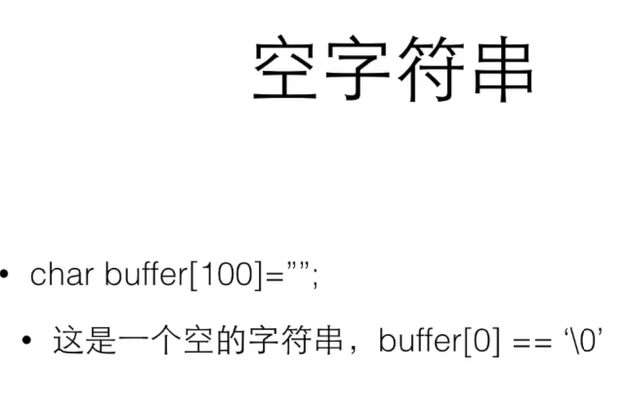 空字符串
• char buffer[100]=””;
• 这是一个空的字符串，buffer[0] == ‘\0’